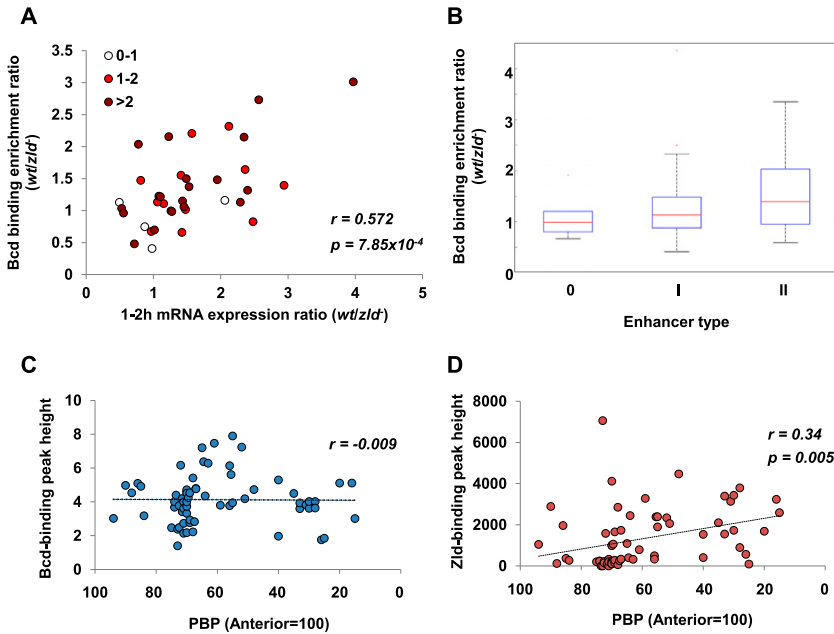 A
Bcd binding enrichment ratio
(wt/zld-)
3.5
3
2.5
2
1.5
1
0.5
0
0-1
1-2
>2
r = 0.572
p = 7.85x10-4
0 1 2 3 4 5
1-2h mRNA expression ratio (wt/zld-)
B
Bcd binding enrichment ratio
(wt/zld-)
4
3
2
1
0
0 I II
Enhancer type
C
Bcd-binding peak height
10
8
6
4
2
0
r = -0.009
100 80 60 40 20 0
PBP (Anterior=100)
D
Zld-binding peak height
8000
6000
4000
2000
0
r = 0.34
p = 0.005
100 80 60 40 20 0
PBP (Anterior=100)